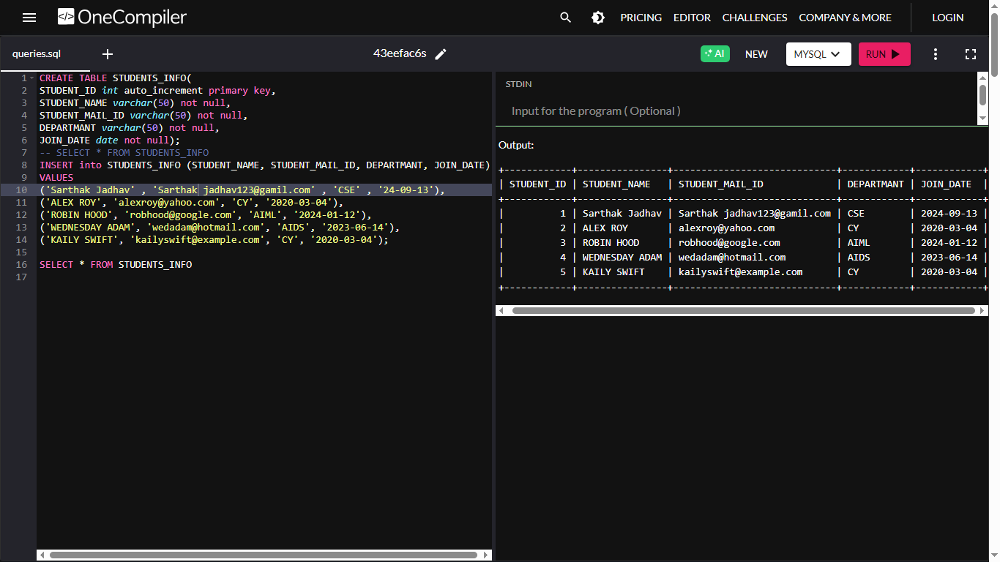 OneCompiler
PRICING EDITOR CHALLENGES COMPANY & MORE LOGIN
queries.sql
43eefac6s
AI NEW MYSQL RUN
1 CREATE TABLE STUDENTS_INFO(
2 STUDENT_ID int auto_increment primary key,
3 STUDENT_NAME varchar(50) not null,
4 STUDENT_MAIL_ID varchar(50) not null,
5 DEPARTMANT varchar(50) not null,
6 JOIN_DATE date not null);
7 -- SELECT * FROM STUDENTS_INFO
8 INSERT into STUDENTS_INFO (STUDENT_NAME, STUDENT_MAIL_ID, DEPARTMANT, JOIN_DATE)
9 VALUES
10 ('Sarthak Jadhav' , 'Sarthak jadhav123@gamil.com' , 'CSE' , '24-09-13'),
11 ('ALEX ROY', 'alexroy@yahoo.com', 'CY', '2020-03-04'),
12 ('ROBIN HOOD', 'robhood@google.com', 'AIML', '2024-01-12'),
13 ('WEDNESDAY ADAM', 'wedadam@hotmail.com', 'AIDS', '2023-06-14'),
14 ('KAILY SWIFT', 'kailyswift@example.com', 'CY', '2020-03-04');
15
16 SELECT * FROM STUDENTS_INFO
17
STDIN
Input for the program ( Optional )
Output:
+------------+----------------+-----------------------------+------------+------------+
| STUDENT_ID | STUDENT_NAME   | STUDENT_MAIL_ID             | DEPARTMANT | JOIN_DATE  |
+------------+----------------+-----------------------------+------------+------------+
|          1 | Sarthak Jadhav | Sarthak jadhav123@gamil.com | CSE        | 2024-09-13 |
|          2 | ALEX ROY       | alexroy@yahoo.com           | CY         | 2020-03-04 |
|          3 | ROBIN HOOD     | robhood@google.com          | AIML       | 2024-01-12 |
|          4 | WEDNESDAY ADAM | wedadam@hotmail.com         | AIDS       | 2023-06-14 |
|          5 | KAILY SWIFT    | kailyswift@example.com      | CY         | 2020-03-04 |
+------------+----------------+-----------------------------+------------+------------+